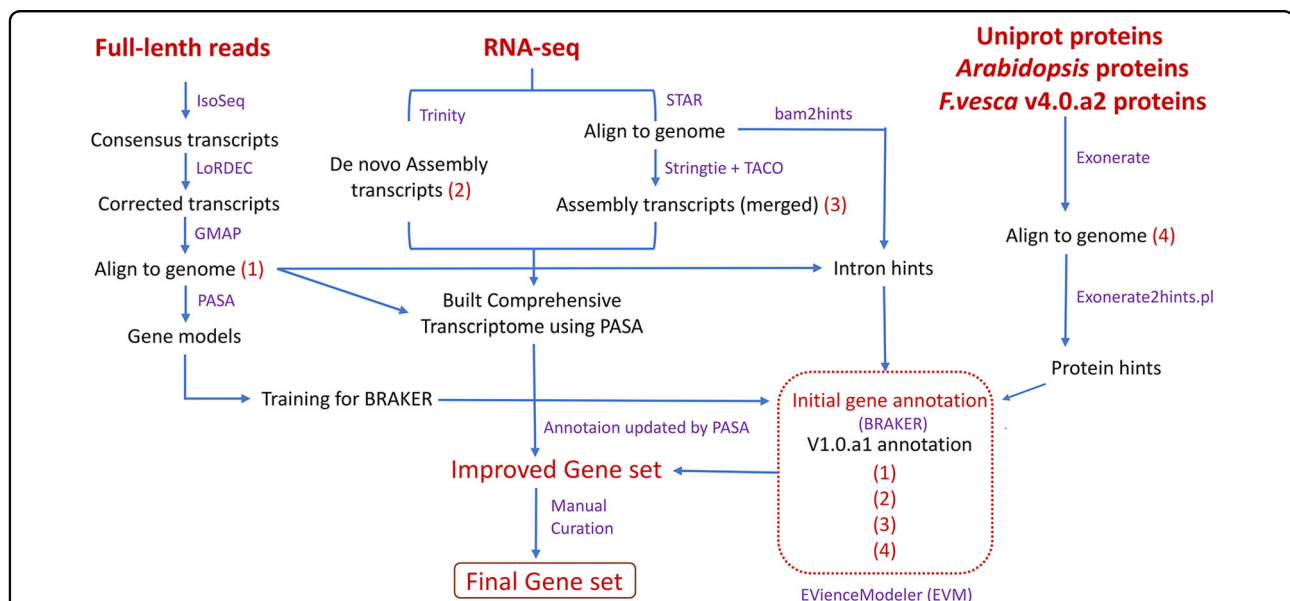 Full-lenth reads
IsoSeq
Consensus transcripts
LoRDEC
Corrected transcripts
GMAP
Align to genome (1)
PASA
Gene models
Training for BRAKER
RNA-seq
Trinity
De novo Assembly
transcripts (2)
STAR
Align to genome
Stringtie + TACO
Assembly transcripts (merged) (3)
bam2hints
Intron hints
Built Comprehensive
Transcriptome using PASA
Annotaion updated by PASA
Improved Gene set
Manual
Curation
Final Gene set
Uniprot proteins
Arabidopsis proteins
F.vesca v4.0.a2 proteins
Exonerate
Align to genome (4)
Exonerate2hints.pl
Protein hints
Initial gene annotation
(BRAKER)
V1.0.a1 annotation
(1)
(2)
(3)
(4)
EVienceModeler (EVM)